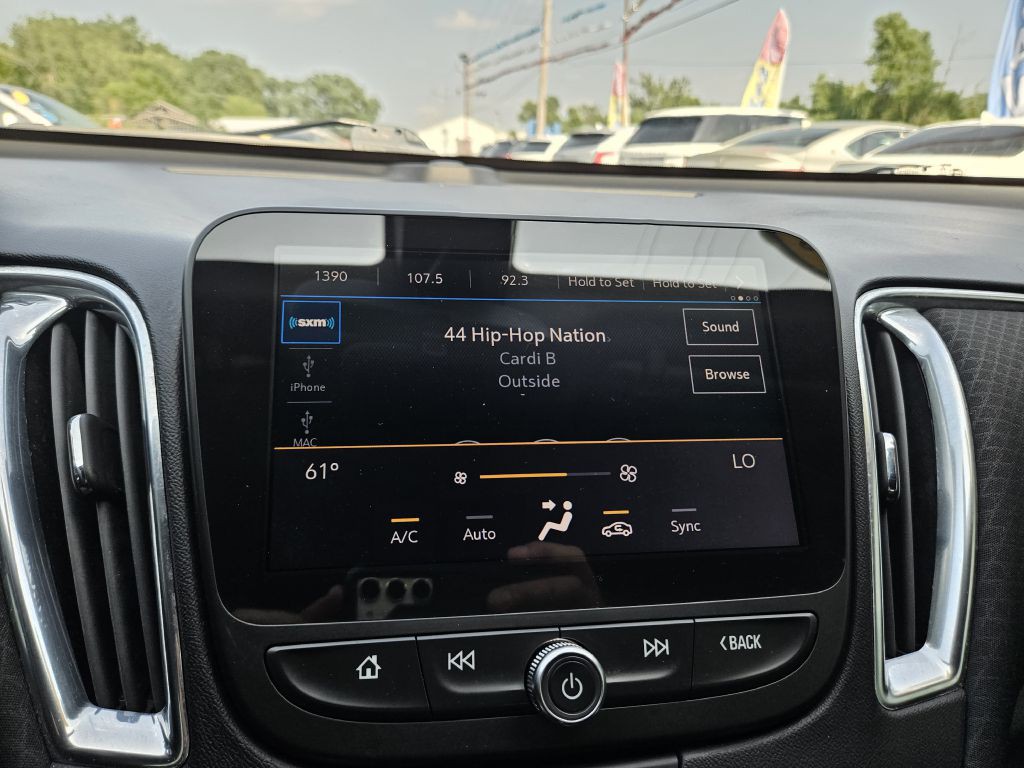 1390 107.5 92.3 Hold to Set Hold to Set
((sxm))
44 Hip-Hop Nation
Sound
Cardi B
Outside
iPhone
Browse
MAC
61° LO
A/C Auto Sync
BACK